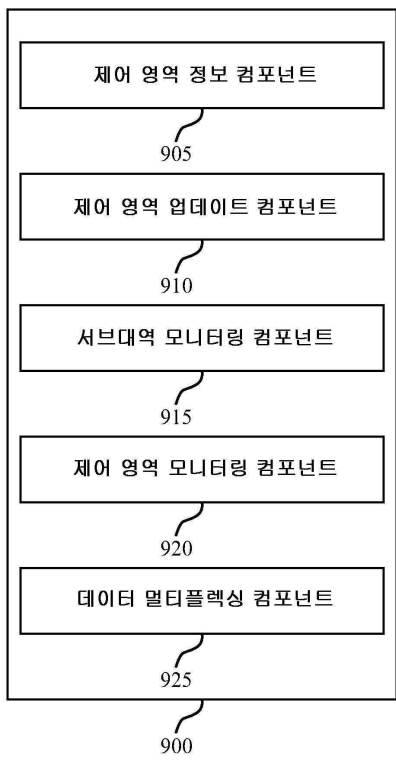 제어 영역 정보 컴포넌트
905
제어 영역 업데이트 컴포넌트
910
서브대역 모니터링 컴포넌트
915
제어 영역 모니터링 컴포넌트
920
데이터 멀티플렉싱 컴포넌트
925
900